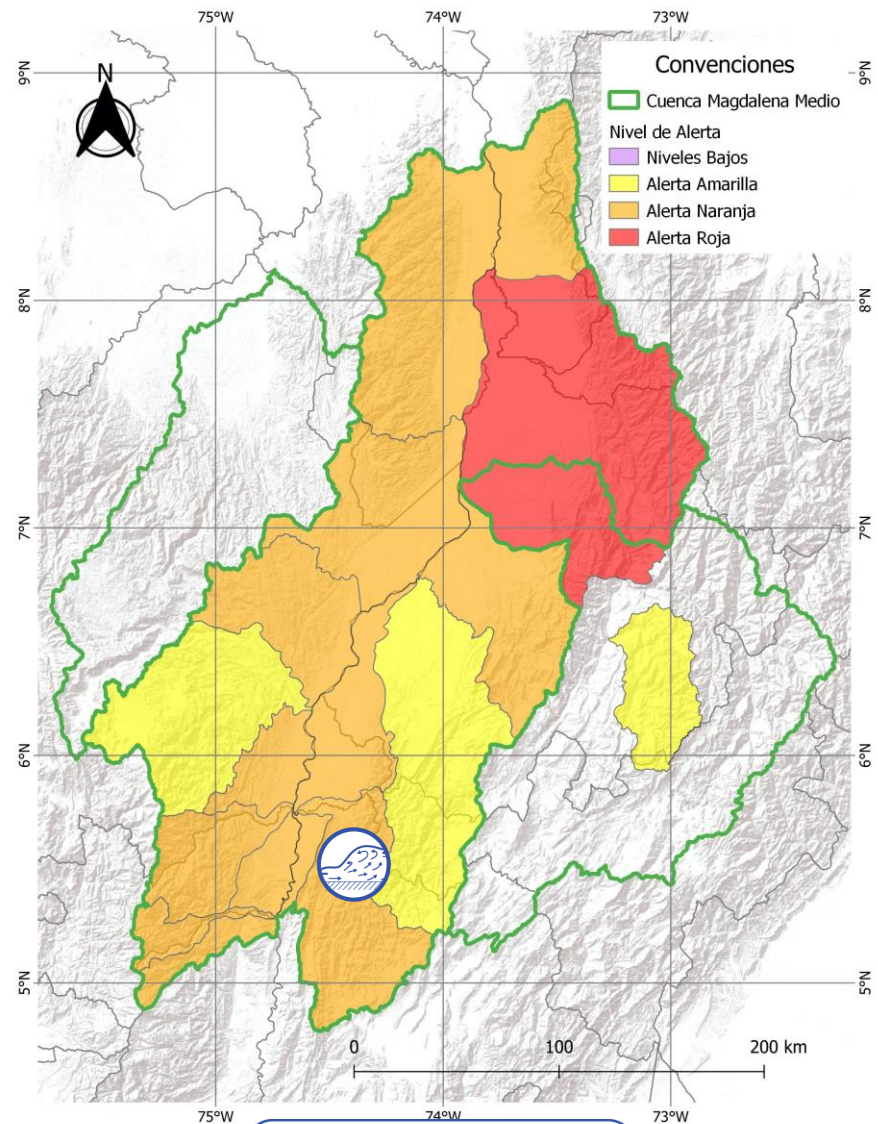 75°W 74°W 73°W
N
Convenciones
Cuenca Magdalena Medio
Nivel de Alerta
Niveles Bajos
Alerta Amarilla
Alerta Naranja
Alerta Roja
9°N 9°N
8°N 8°N
7°N 7°N
6°N 6°N
5°N 5°N
0 100 200 km
75°W 74°W 73°W